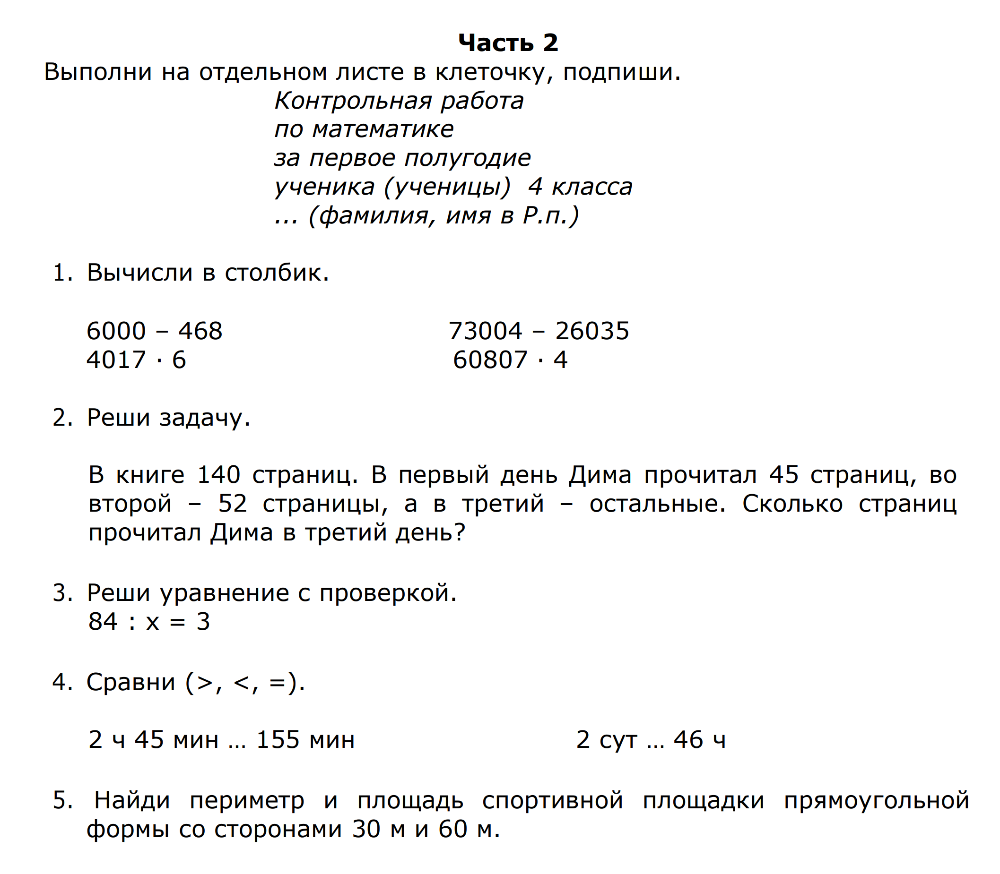 Часть 2
Выполни на отдельном листе в клеточку, подпиши.
Контрольная работа
по математике
за первое полугодие
ученика (ученицы)  4 класса
... (фамилия, имя в Р.п.)
1. Вычисли в столбик.
6000 – 468 73004 – 26035
4017 · 6 60807 · 4
2. Реши задачу.
В книге 140 страниц. В первый день Дима прочитал 45 страниц, во
второй – 52 страницы, а в третий – остальные. Сколько страниц
прочитал Дима в третий день?
3. Реши уравнение с проверкой.
84 : х = 3
4. Сравни (>, <, =).
2 ч 45 мин … 155 мин 2 сут … 46 ч
5. Найди периметр и площадь спортивной площадки прямоугольной
формы со сторонами 30 м и 60 м.